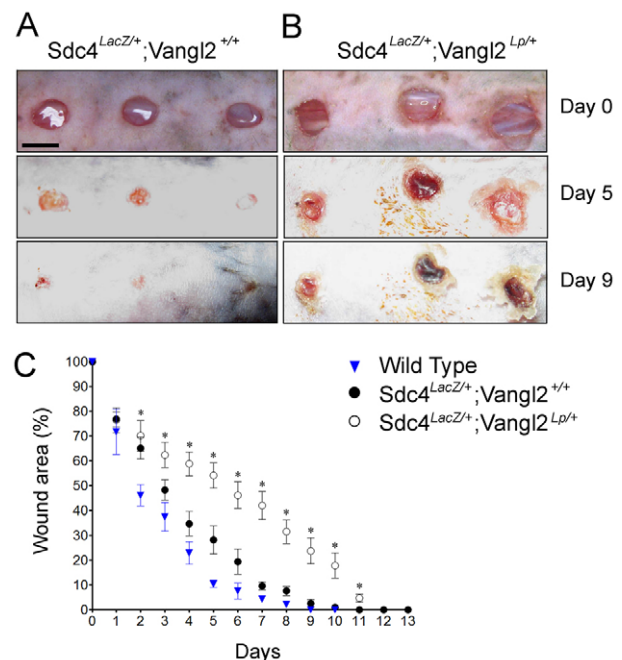 A
Sdc4LacZ/+;Vangl2+/+
B
Sdc4LacZ/+;Vangl2Lp/+
Day 0
Day 5
Day 9
C
Wild Type
Sdc4LacZ/+;Vangl2+/+
Sdc4LacZ/+;Vangl2Lp/+
Wound area (%)
100
90
80
70
60
50
40
30
20
10
0
* * * * * * * * * *
0 1 2 3 4 5 6 7 8 9 10 11 12 13
Days